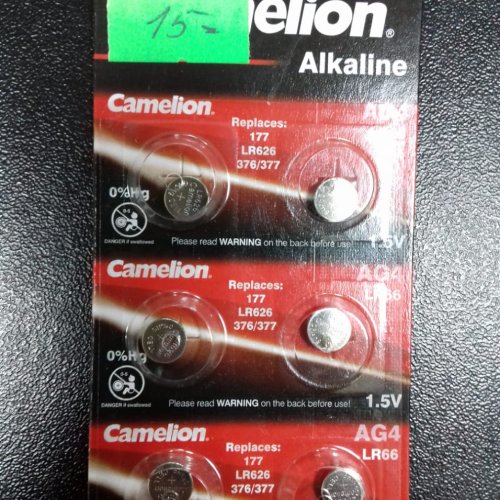 15-
Camelion®
Alkaline
Camelion
AG4
Replaces:
177
LR626
376/377
0%Hg
DANGER if swallowed
Please read WARNING on the back before use!
1.5V
Camelion
AG4
LR66
Replaces:
177
LR626
376/377
0%Hg
DANGER if swallowed
Please read WARNING on the back before use!
1.5V
Camelion
AG4
LR66
Replaces:
177
LR626
376/377